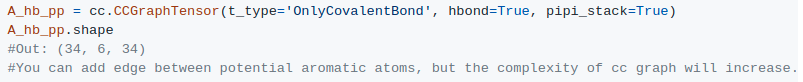 A_hb_pp = cc.CCGraphTensor(t_type='OnlyCovalentBond', hbond=True, pipi_stack=True)
A_hb_pp.shape
#Out: (34, 6, 34)
#You can add edge between potential aromatic atoms, but the complexity of cc graph will increase.